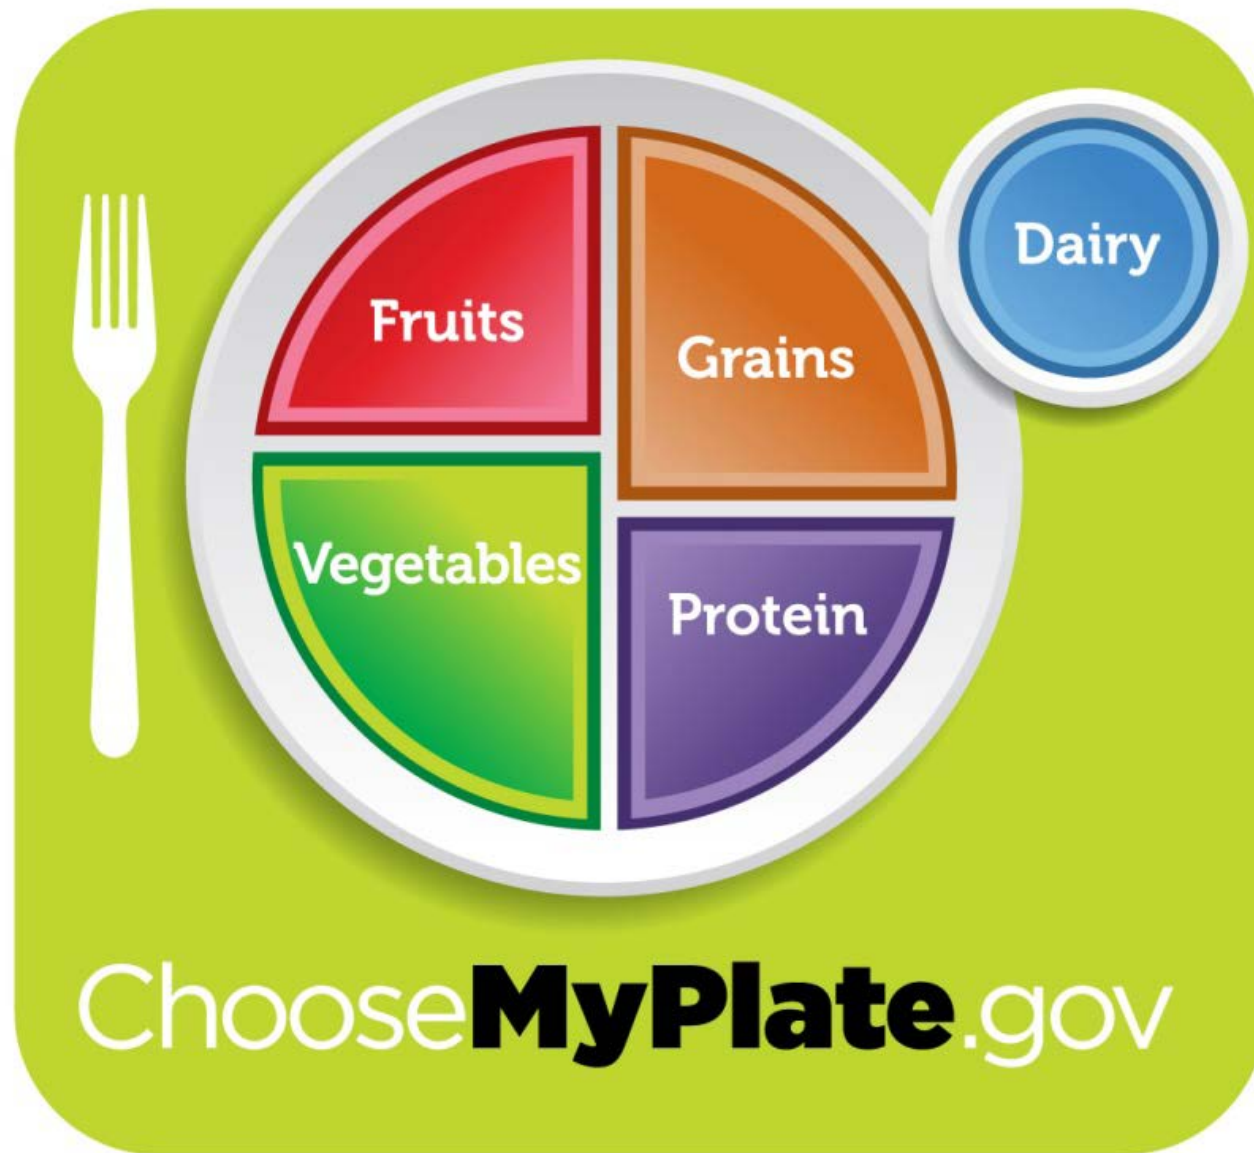 Fruits
Grains
Dairy
Vegetables
Protein
ChooseMyPlate.gov